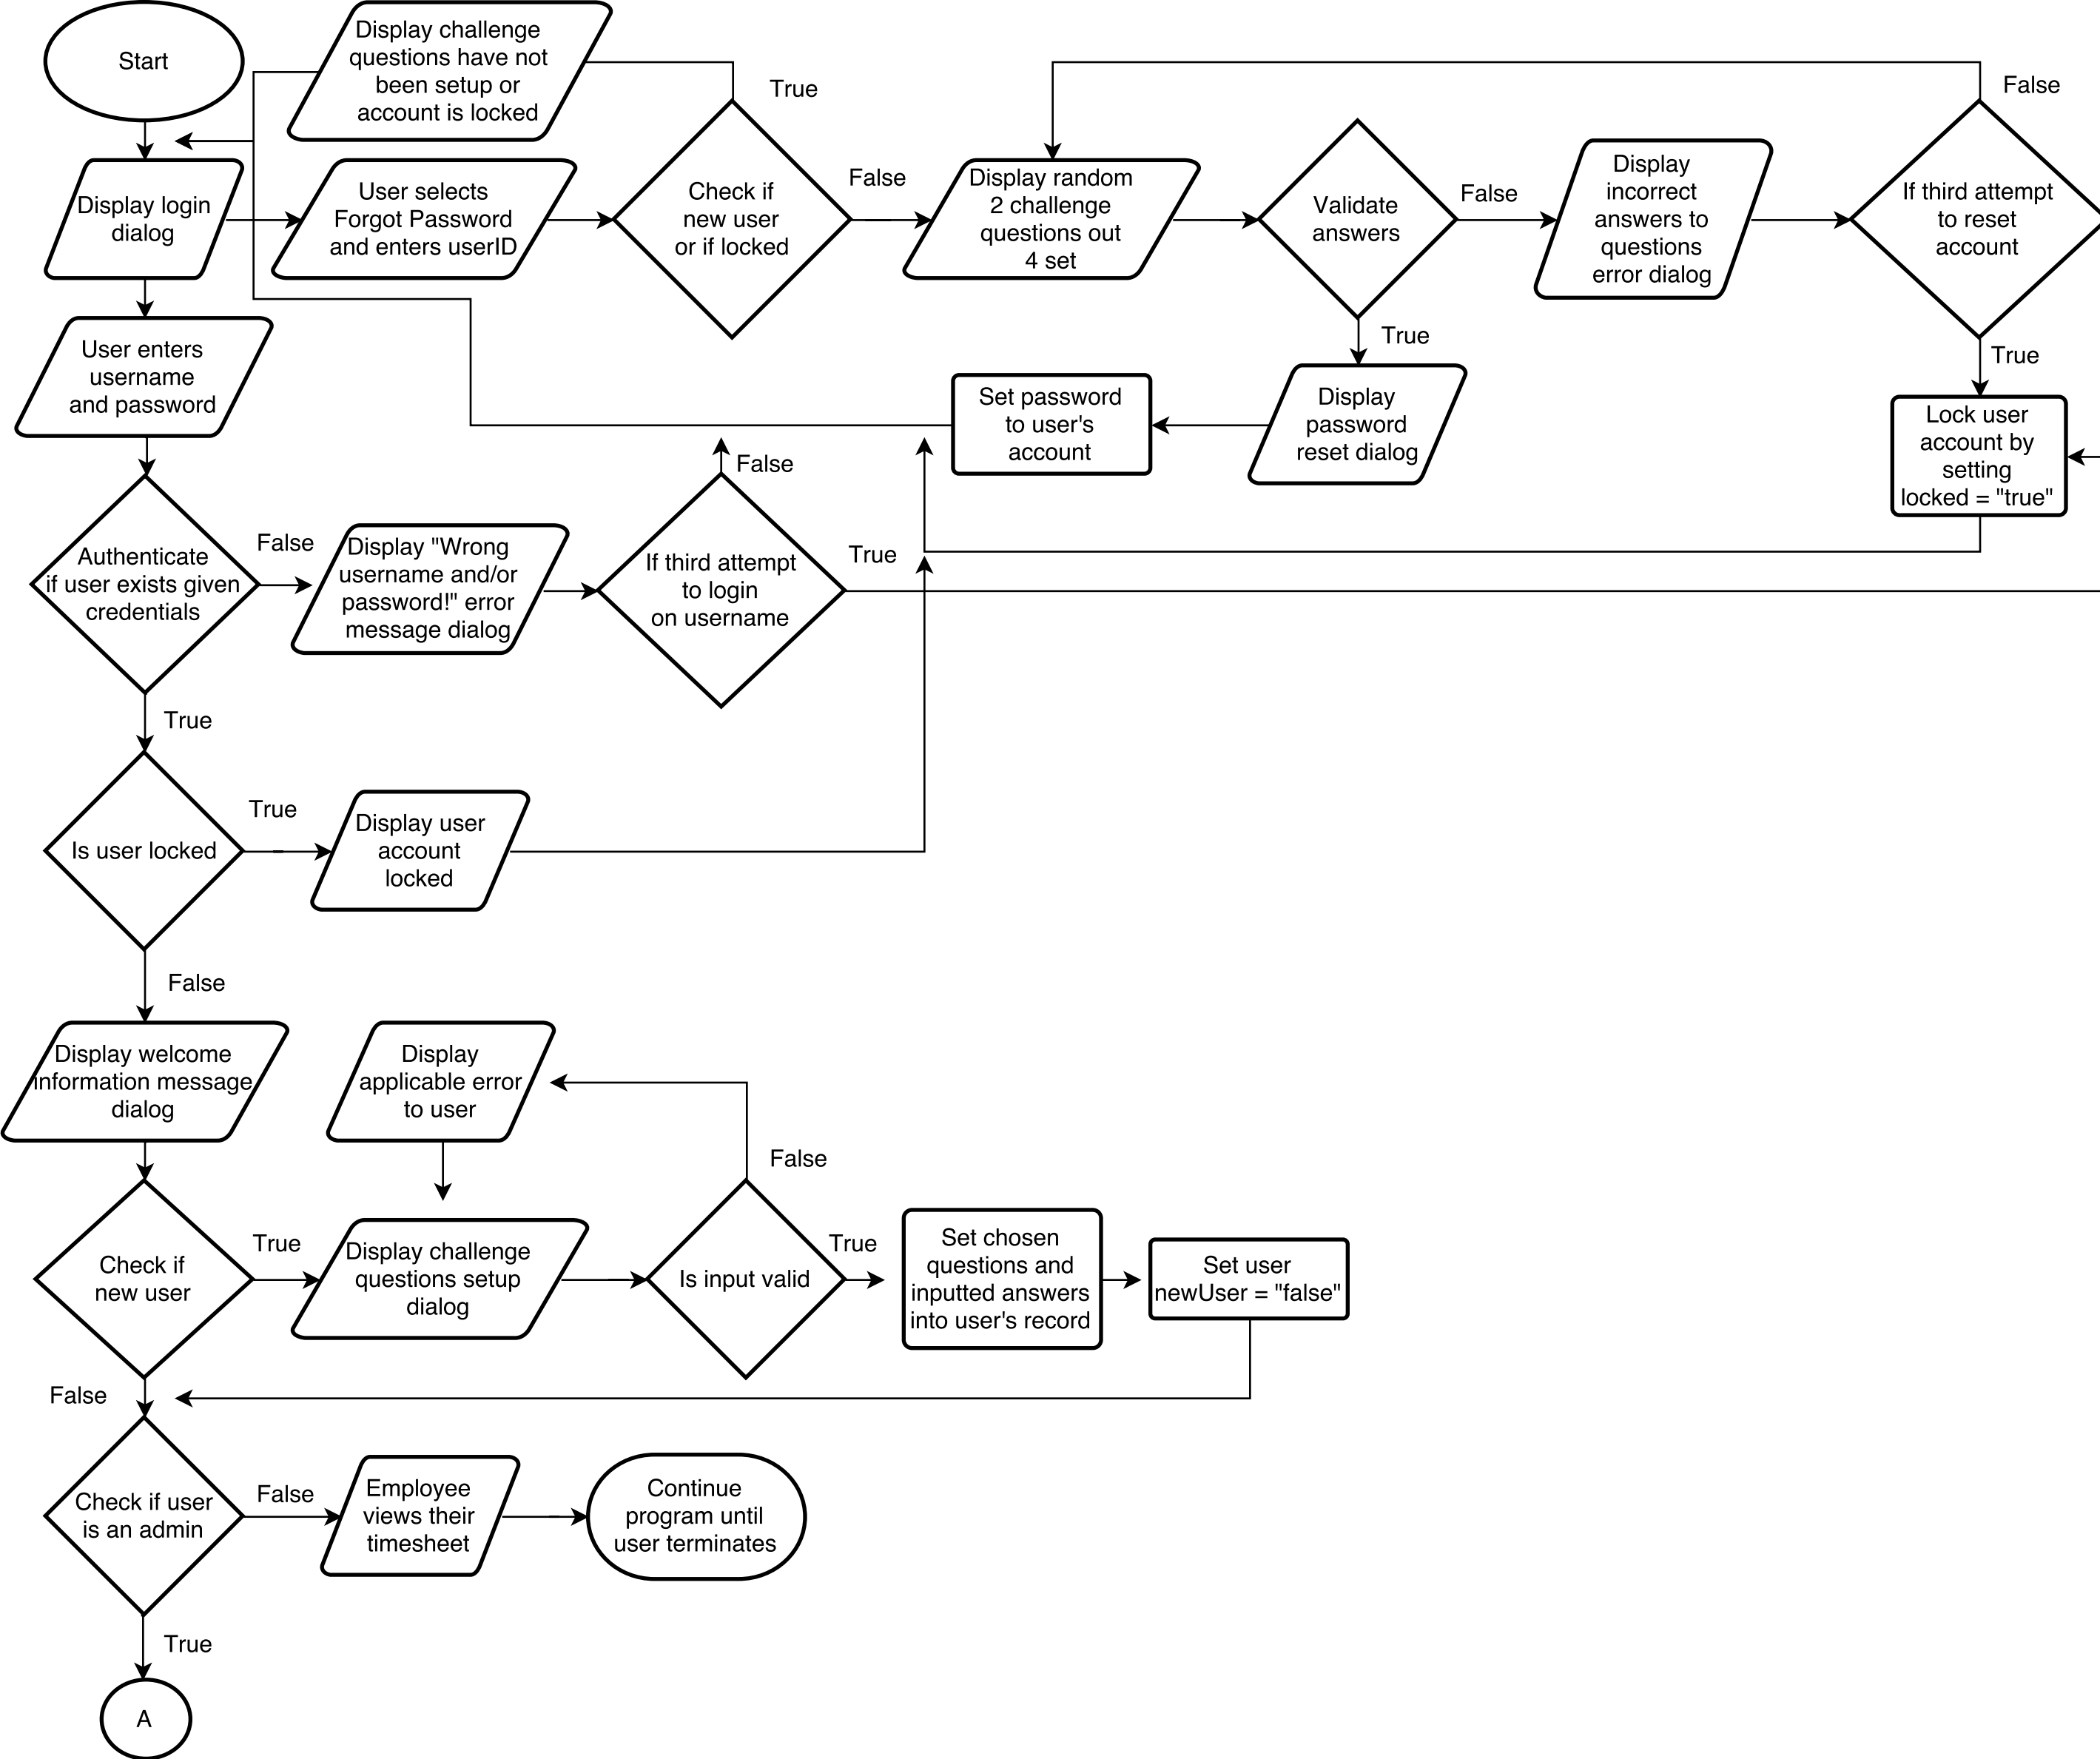 Start
Display challenge
questions have not
been setup or
account is locked
True
False
Display login
dialog
User selects
Forgot Password
and enters userID
Check if
new user
or if locked
False
Display random
2 challenge
questions out
4 set
Validate
answers
False
Display
incorrect
answers to
questions
error dialog
If third attempt
to reset
account
True
True
User enters
username
and password
Set password
to user's
account
Display
password
reset dialog
Lock user
account by
setting
locked = "true"
False
Authenticate
if user exists given
credentials
False
Display "Wrong
username and/or
password!" error
message dialog
If third attempt
to login
on username
True
True
Is user locked
True
Display user
account
locked
False
Display welcome
information message
dialog
Display
applicable error
to user
False
Check if
new user
True
Display challenge
questions setup
dialog
Is input valid
True
Set chosen
questions and
inputted answers
into user's record
Set user
newUser = "false"
False
Check if user
is an admin
False
Employee
views their
timesheet
Continue
program until
user terminates
True
A